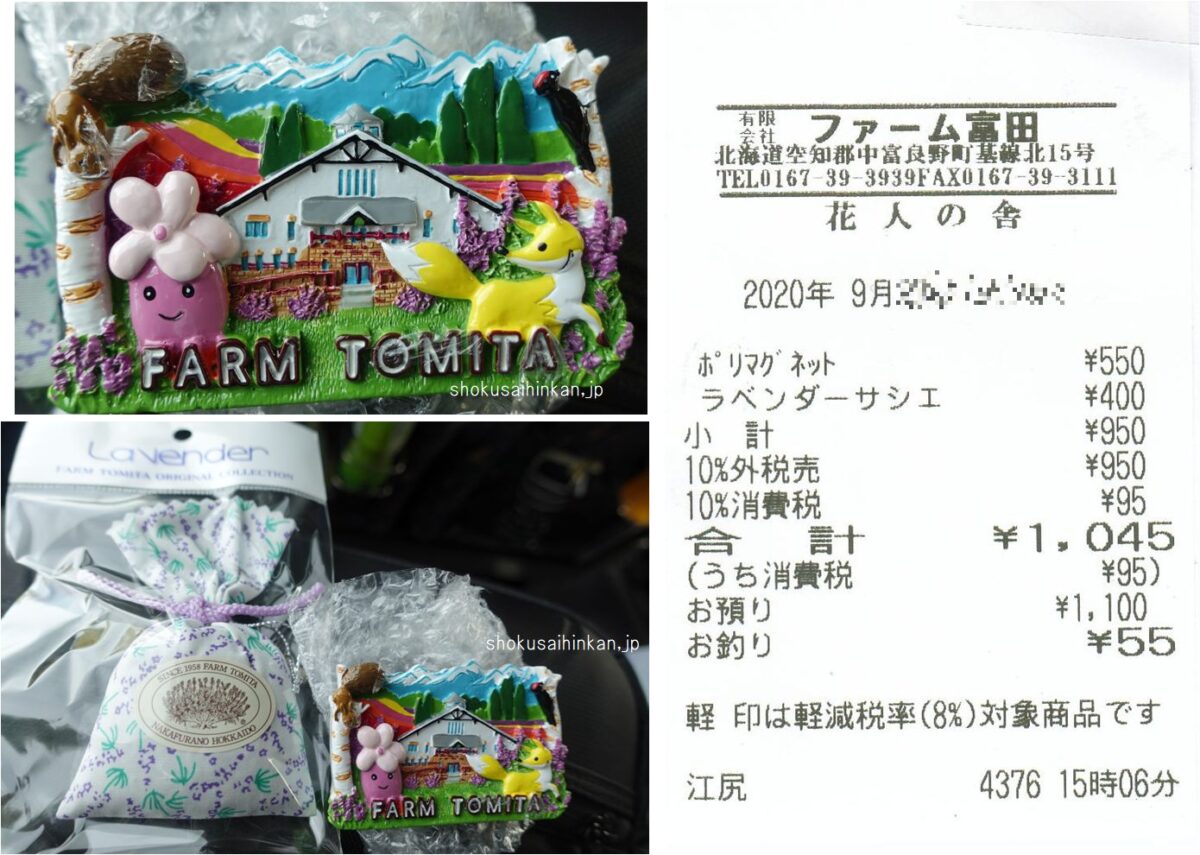 FARM TOMITA
shokusaihinkan,jp
Lavender
FARM TOMITA ORIGINAL COLLECTION
shokusaihinkan,jp
SINCE 1958 FARM TOMITA
NAKAFURANO HOKKAIDO
FARM TOMITA
有限会社 ファーム富田
北海道空知郡中富良野町基線北15号
TEL0167-39-3939FAX0167-39-3111
花人の舎
2020年 9月
ポリマグネット ¥550
ラベンダーサシエ ¥400
小 計 ¥950
10%外税売 ¥950
10%消費税 ¥95
合 計 ¥1,045
(うち消費税 ¥95)
お預り ¥1,100
お釣り ¥55
軽 印は軽減税率(8%)対象商品です
江尻 4376 15時06分